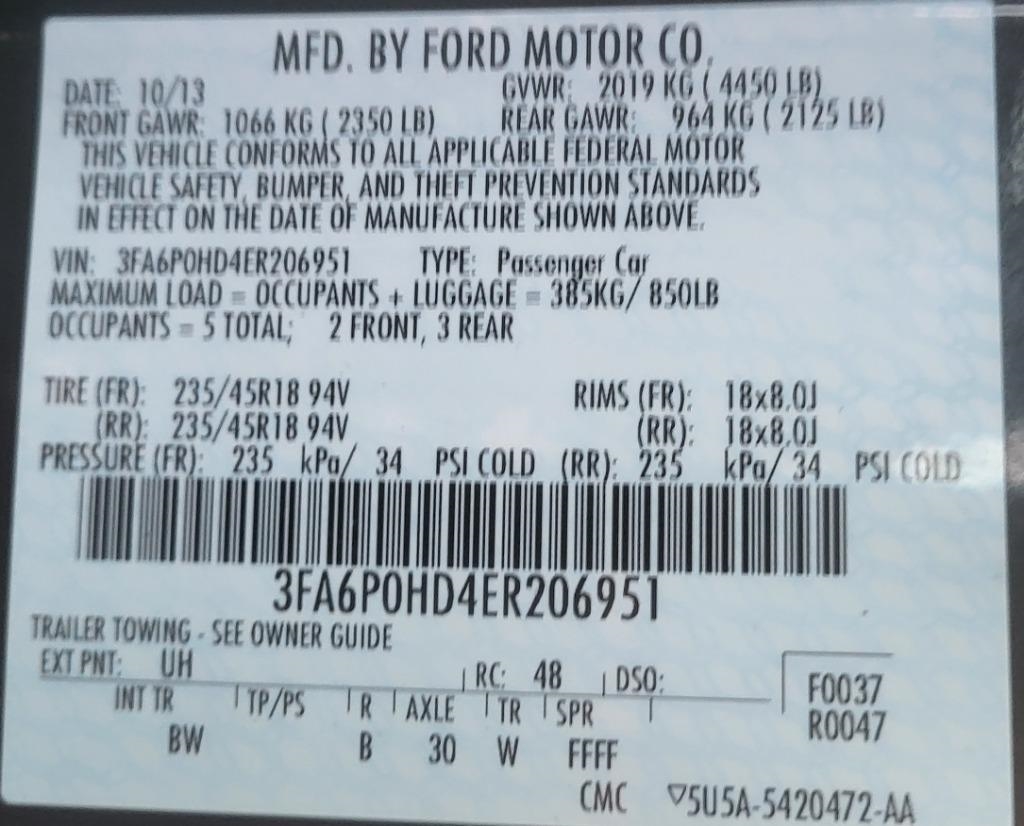 MFD. BY FORD MOTOR CO.
DATE: 10/13 GVWR: 2019 KG ( 4450 LB)
FRONT GAWR: 1066 KG ( 2350 LB) REAR GAWR: 964 KG ( 2125 LB)
THIS VEHICLE CONFORMS TO ALL APPLICABLE FEDERAL MOTOR
VEHICLE SAFETY, BUMPER, AND THEFT PREVENTION STANDARDS
IN EFFECT ON THE DATE OF MANUFACTURE SHOWN ABOVE.
VIN: 3FA6P0HD4ER206951 TYPE: Passenger Car
MAXIMUM LOAD = OCCUPANTS + LUGGAGE = 385KG/ 850LB
OCCUPANTS = 5 TOTAL; 2 FRONT, 3 REAR
TIRE (FR): 235/45R18 94V RIMS (FR): 18x8.0J
(RR): 235/45R18 94V (RR): 18x8.0J
PRESSURE (FR): 235 kPa/ 34 PSI COLD (RR): 235 kPa/ 34 PSI COLD
3FA6P0HD4ER206951
TRAILER TOWING - SEE OWNER GUIDE
EXT PNT: UH RC: 48 DSO: F0037
INT TR TP/PS R AXLE TR SPR R0047
BW B 30 W FFFF
CMC ▽5U5A-5420472-AA